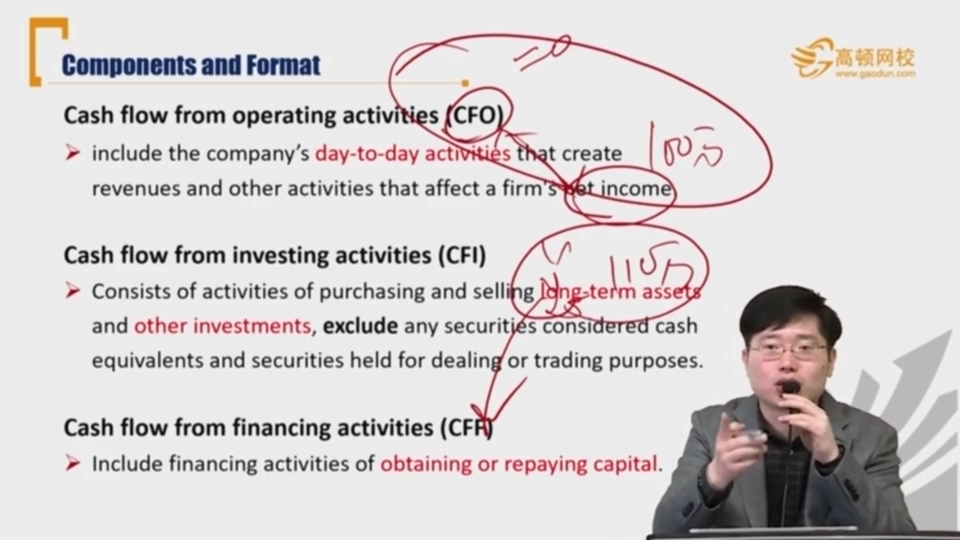 Components and Format
高顿网校
www.gaodun.com
Cash flow from operating activities (CFO)
➤ include the company's day-to-day activities that create
revenues and other activities that affect a firm's net income
=0
100万
Cash flow from investing activities (CFI)
➤ Consists of activities of purchasing and selling long-term assets
and other investments, exclude any securities considered cash
equivalents and securities held for dealing or trading purposes.
110万
Cash flow from financing activities (CFF)
➤ Include financing activities of obtaining or repaying capital.